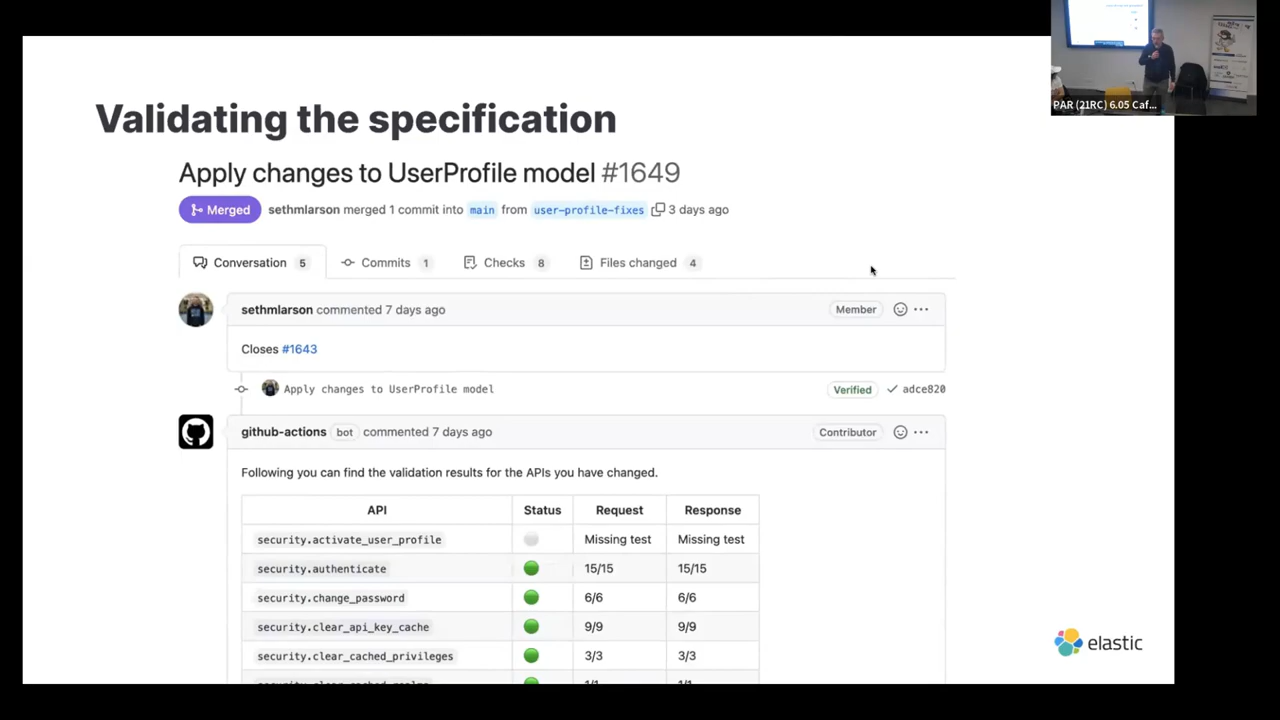 PAR (21RC) 6.05 Caf...
Validating the specification
Apply changes to UserProfile model #1649
Merged sethmlarson merged 1 commit into main from user-profile-fixes 3 days ago
Conversation 5 Commits 1 Checks 8 Files changed 4
sethmlarson commented 7 days ago Member ...
Closes #1643
Apply changes to UserProfile model Verified adce820
github-actions bot commented 7 days ago Contributor ...
Following you can find the validation results for the APIs you have changed.
API Status Request Response
security.activate_user_profile Missing test Missing test
security.authenticate 15/15 15/15
security.change_password 6/6 6/6
security.clear_api_key_cache 9/9 9/9
security.clear_cached_privileges 3/3 3/3
elastic